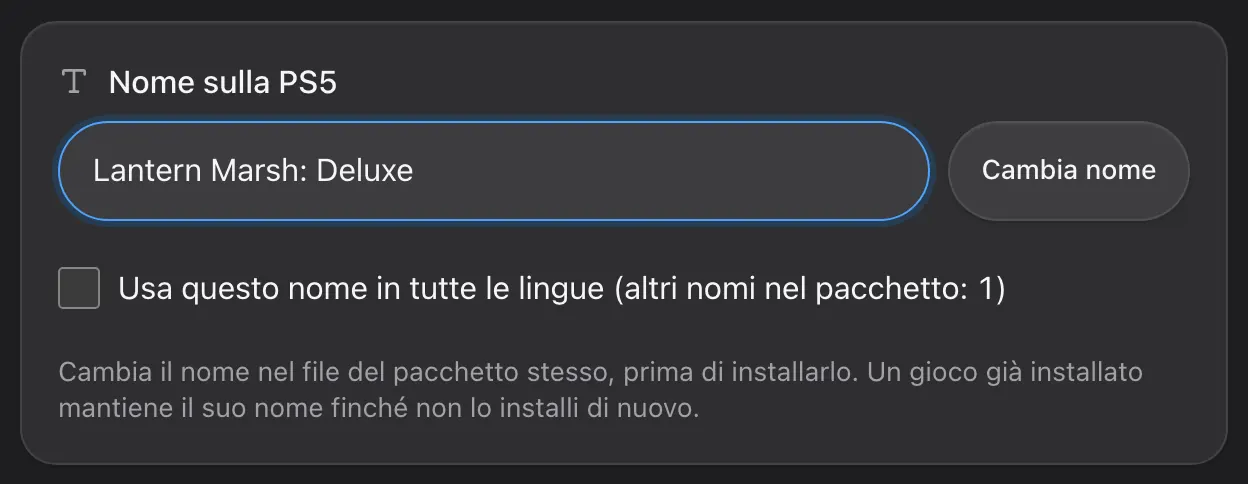 Nome sulla PS5
Lantern Marsh: Deluxe
Cambia nome
Usa questo nome in tutte le lingue (altri nomi nel pacchetto: 1)
Cambia il nome nel file del pacchetto stesso, prima di installarlo. Un gioco già installato
mantiene il suo nome finché non lo installi di nuovo.